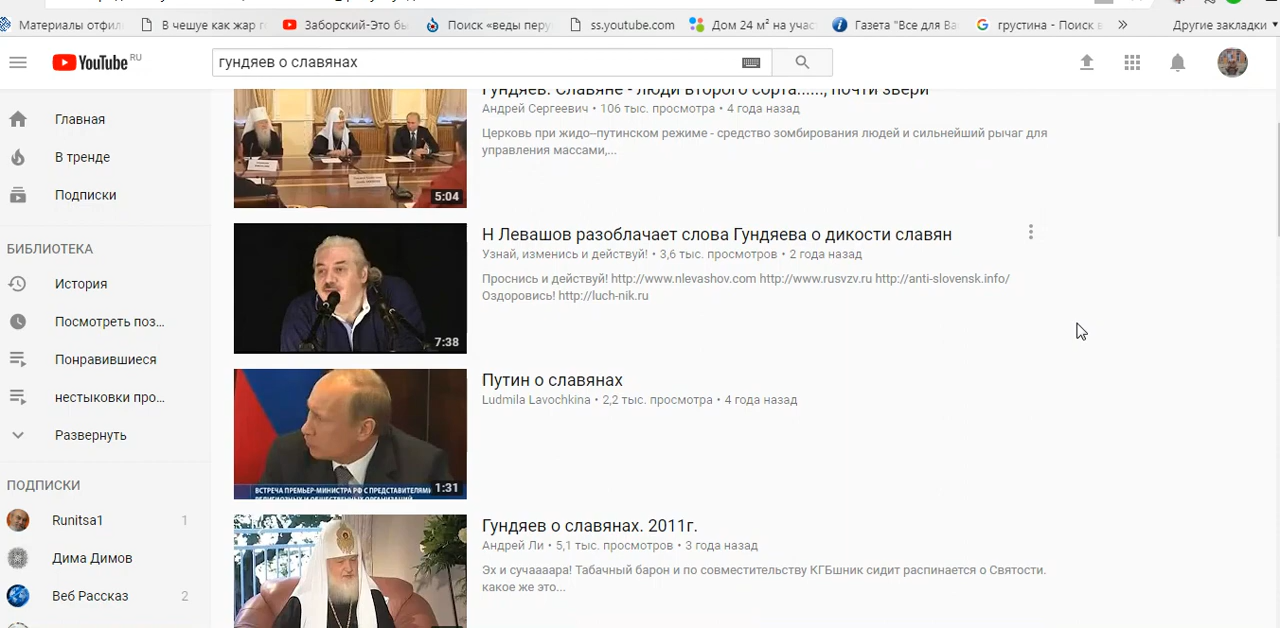 Материалы офиц
В чешуе как жар г
Заборский-Это бы
Поиск «веды перу
ss.youtube.com
Дом 24 м² на учас
Газета "Все для Ва
грустина - Поиск в
Другие закладки
YouTube RU
гундяев о славянах
Главная
В тренде
Подписки
БИБЛИОТЕКА
История
Посмотреть поз...
Понравившиеся
нестыковки про...
Развернуть
ПОДПИСКИ
Runitsa1 1
Дима Димов
Веб Рассказ 2
Гундяев: Славяне - люди второго сорта......, почти звери
Андрей Сергеевич • 106 тыс. просмотра • 4 года назад
Церковь при жидо--путинском режиме - средство зомбирования людей и сильнейший рычаг для
управления массами,...
5:04
Н Левашов разоблачает слова Гундяева о дикости славян
Узнай, изменись и действуй! • 3,6 тыс. просмотров • 2 года назад
Проснись и действуй! http://www.nlevashov.com http://www.rusvzv.ru http://anti-slovensk.info/
Оздоровись! http://luch-nik.ru
7:38
Путин о славянах
Ludmila Lavochkina • 2,2 тыс. просмотра • 4 года назад
ВСТРЕЧА ПРЕМЬЕР-МИНИСТРА РФ С ПРЕДСТАВИТЕЛЯМИ
РЕЛИГИОЗНЫХ И ОБЩЕСТВЕННЫХ ОРГАНИЗАЦИЙ
1:31
Гундяев о славянах. 2011г.
Андрей Ли • 5,1 тыс. просмотров • 3 года назад
Эх и сучаааара! Табачный барон и по совместительству КГБшник сидит распинается о Святости.
какое же это...